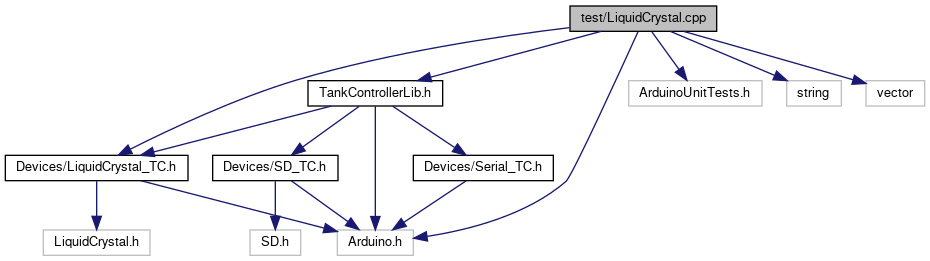 test/LiquidCrystal.cpp
TankControllerLib.h
ArduinoUnitTests.h
string
vector
Devices/LiquidCrystal_TC.h
Devices/SD_TC.h
Devices/Serial_TC.h
LiquidCrystal.h
SD.h
Arduino.h